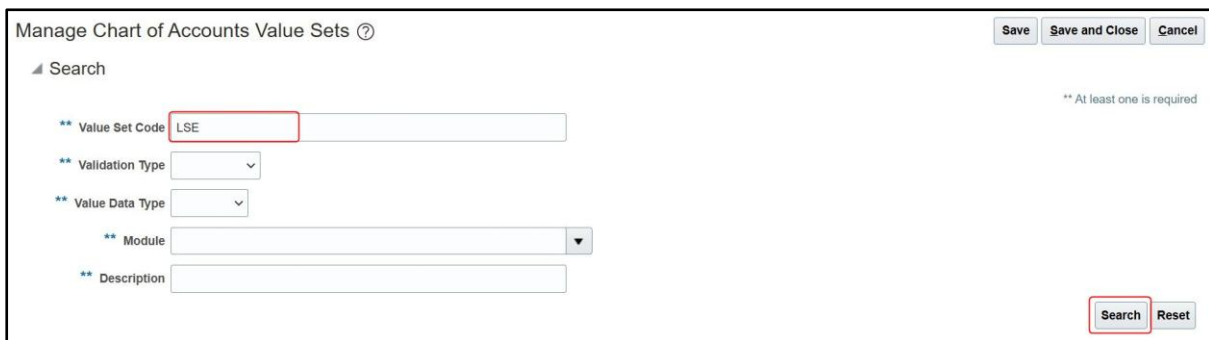 Manage Chart of Accounts Value Sets ?
Save Save and Close Cancel
Search
** At least one is required
** Value Set Code LSE
** Validation Type
** Value Data Type
** Module
** Description
Search Reset